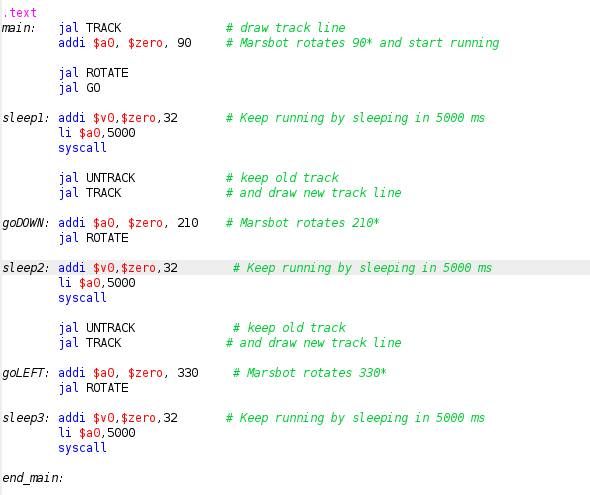 .text
main:   jal TRACK               # draw track line
        addi $a0, $zero, 90     # Marsbot rotates 90* and start running
        jal ROTATE
        jal GO
sleep1: addi $v0,$zero,32       # Keep running by sleeping in 5000 ms
        li $a0,5000
        syscall
        jal UNTRACK             # keep old track
        jal TRACK               # and draw new track line
goDOWN: addi $a0, $zero, 210    # Marsbot rotates 210*
        jal ROTATE
sleep2: addi $v0,$zero,32        # Keep running by sleeping in 5000 ms
        li $a0,5000
        syscall
        jal UNTRACK              # keep old track
        jal TRACK               # and draw new track line
goLEFT: addi $a0, $zero, 330     # Marsbot rotates 330*
        jal ROTATE
sleep3: addi $v0,$zero,32       # Keep running by sleeping in 5000 ms
        li $a0,5000
        syscall
end_main: